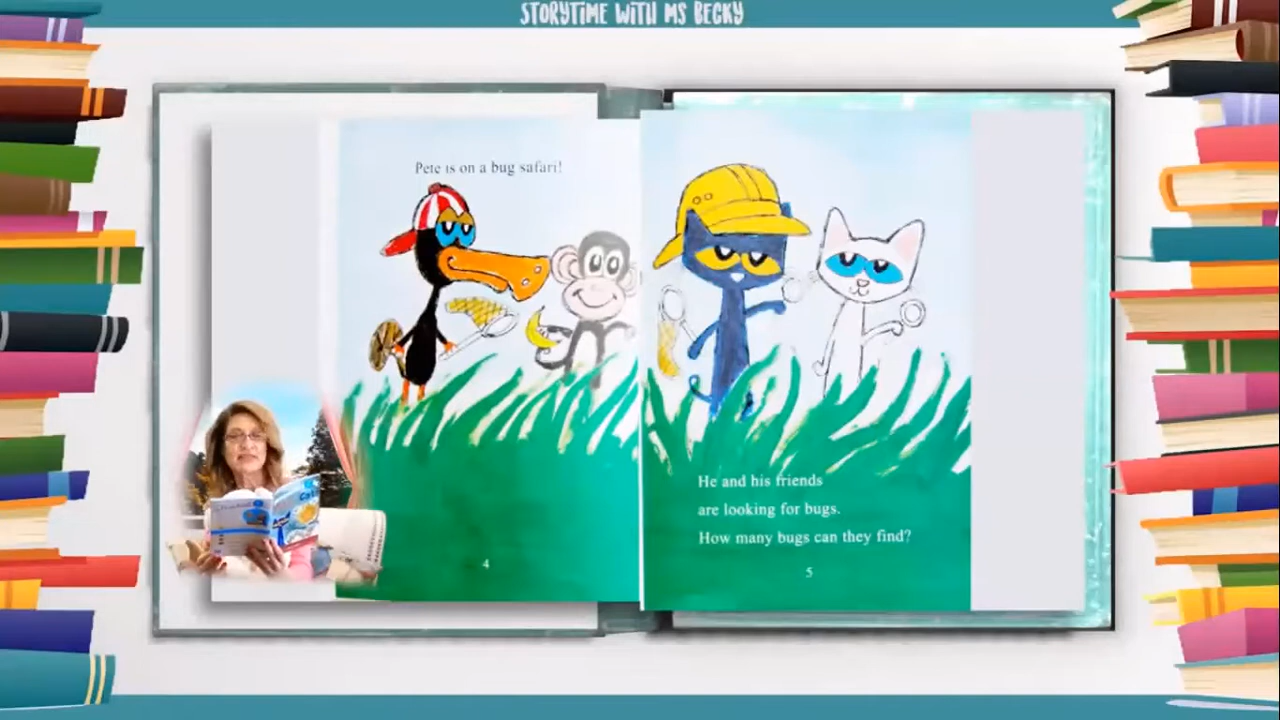 STORYTIME WITH MS BECKY
Pete is on a bug safari!
He and his friends
are looking for bugs.
How many bugs can they find?
4
5